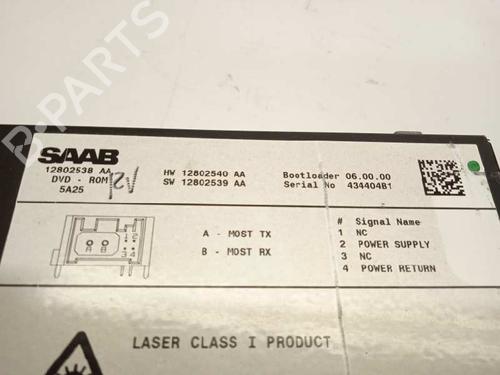 SAAB
12802538 AA
DVD - ROM
5A25
HW 12802540 AA
SW 12802539 AA
Bootloader 06.00.00
Serial No 434404B1
A B
A - MOST TX
B - MOST RX
# Signal Name
1 NC
2 POWER SUPPLY
3 NC
4 POWER RETURN
LASER CLASS I PRODUCT
B-PARTS